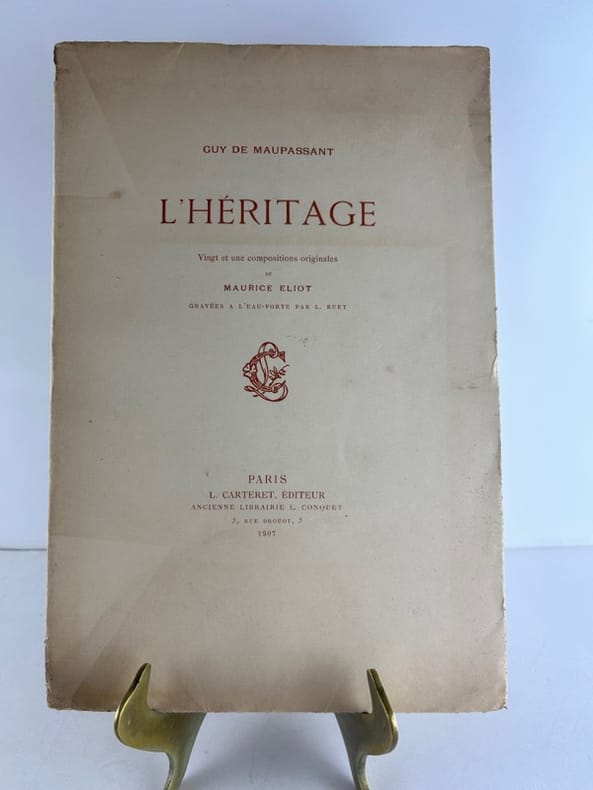 GUY DE MAUPASSANT
L'HÉRITAGE
Vingt et une compositions originales
DE
MAURICE ELIOT
GRAVÉES A L'EAU-FORTE PAR L. RUET
PARIS
L. CARTERET, ÉDITEUR
ANCIENNE LIBRAIRIE L. CONQUET
5, RUE DROUOT, 5
1907